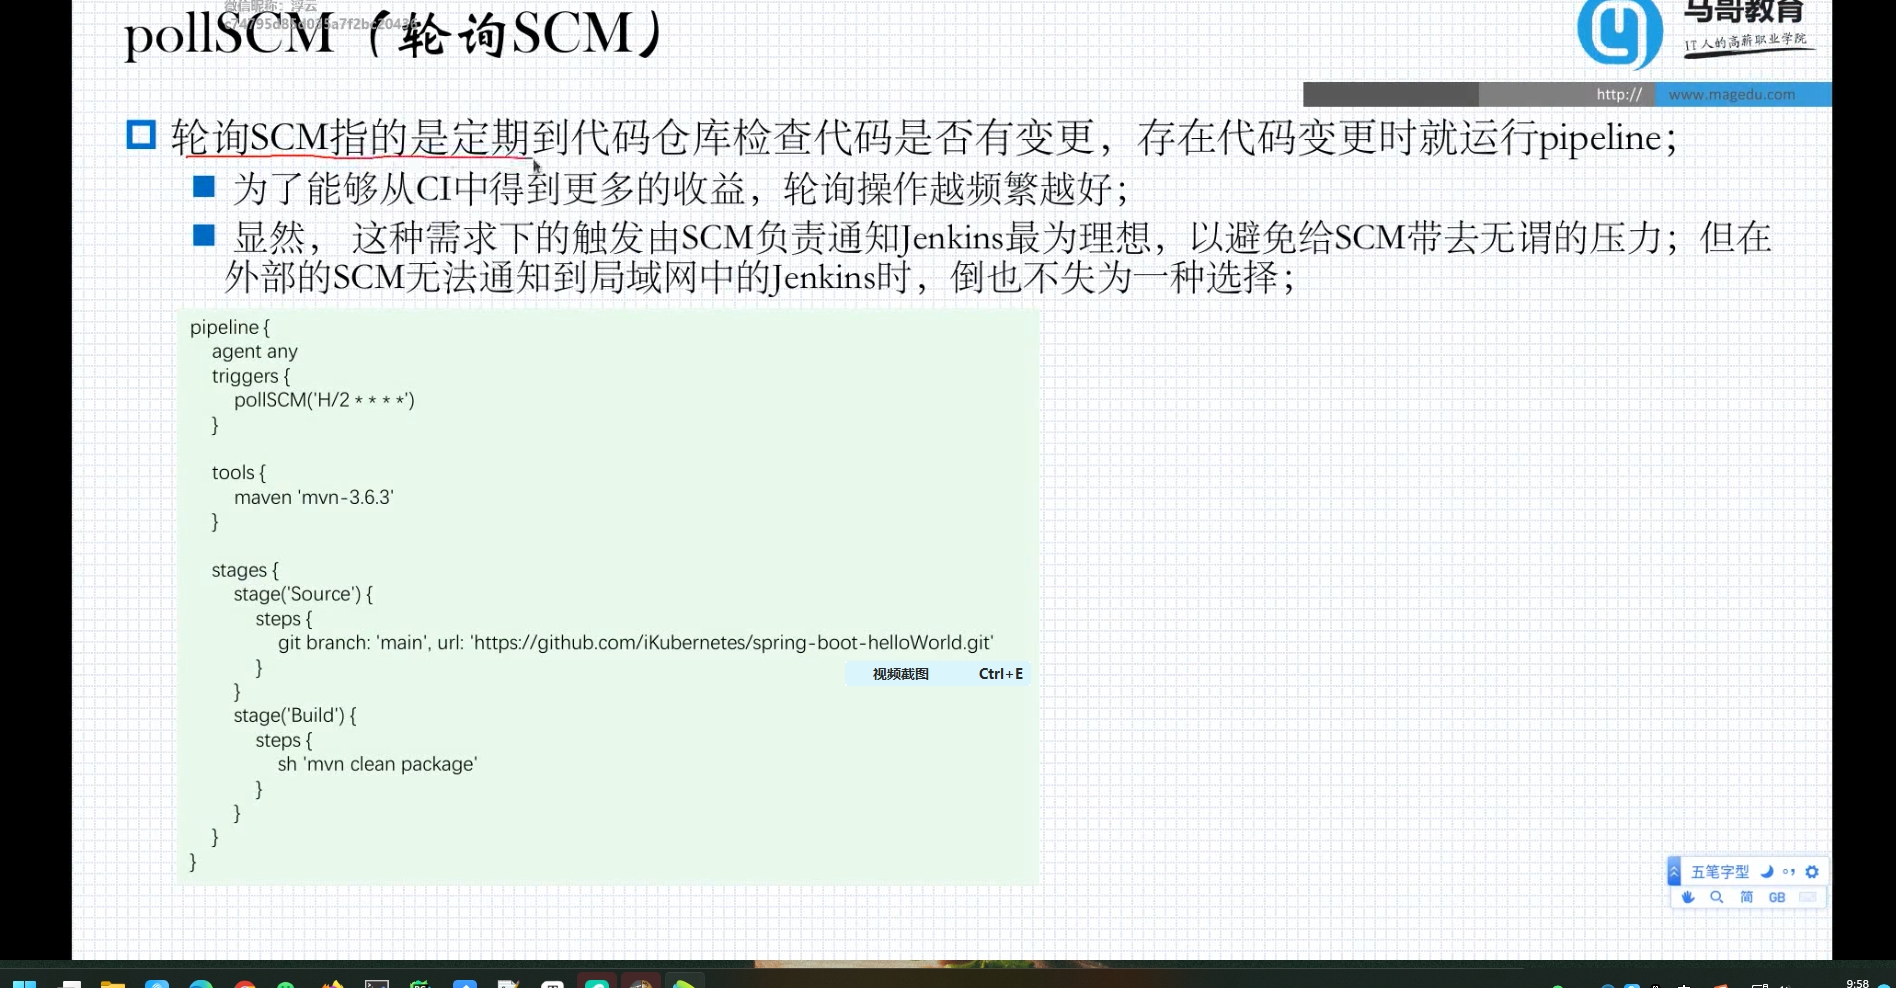 微信昵称：浮云
pollSCM（轮询SCM）
马哥教育
IT人的高薪职业学院
http:// www.magedu.com
轮询SCM指的是定期到代码仓库检查代码是否有变更，存在代码变更时就运行pipeline；
为了能够从CI中得到更多的收益，轮询操作越频繁越好；
显然， 这种需求下的触发由SCM负责通知Jenkins最为理想，以避免给SCM带去无谓的压力；但在
外部的SCM无法通知到局域网中的Jenkins时，倒也不失为一种选择；
pipeline {
agent any
triggers {
pollSCM('H/2 * * * *')
}
tools {
maven 'mvn-3.6.3'
}
stages {
stage('Source') {
steps {
git branch: 'main', url: 'https://github.com/iKubernetes/spring-boot-helloWorld.git'
}
视频截图 Ctrl+E
}
stage('Build') {
steps {
sh 'mvn clean package'
}
}
}
}
五笔字型
简 GB
9:58